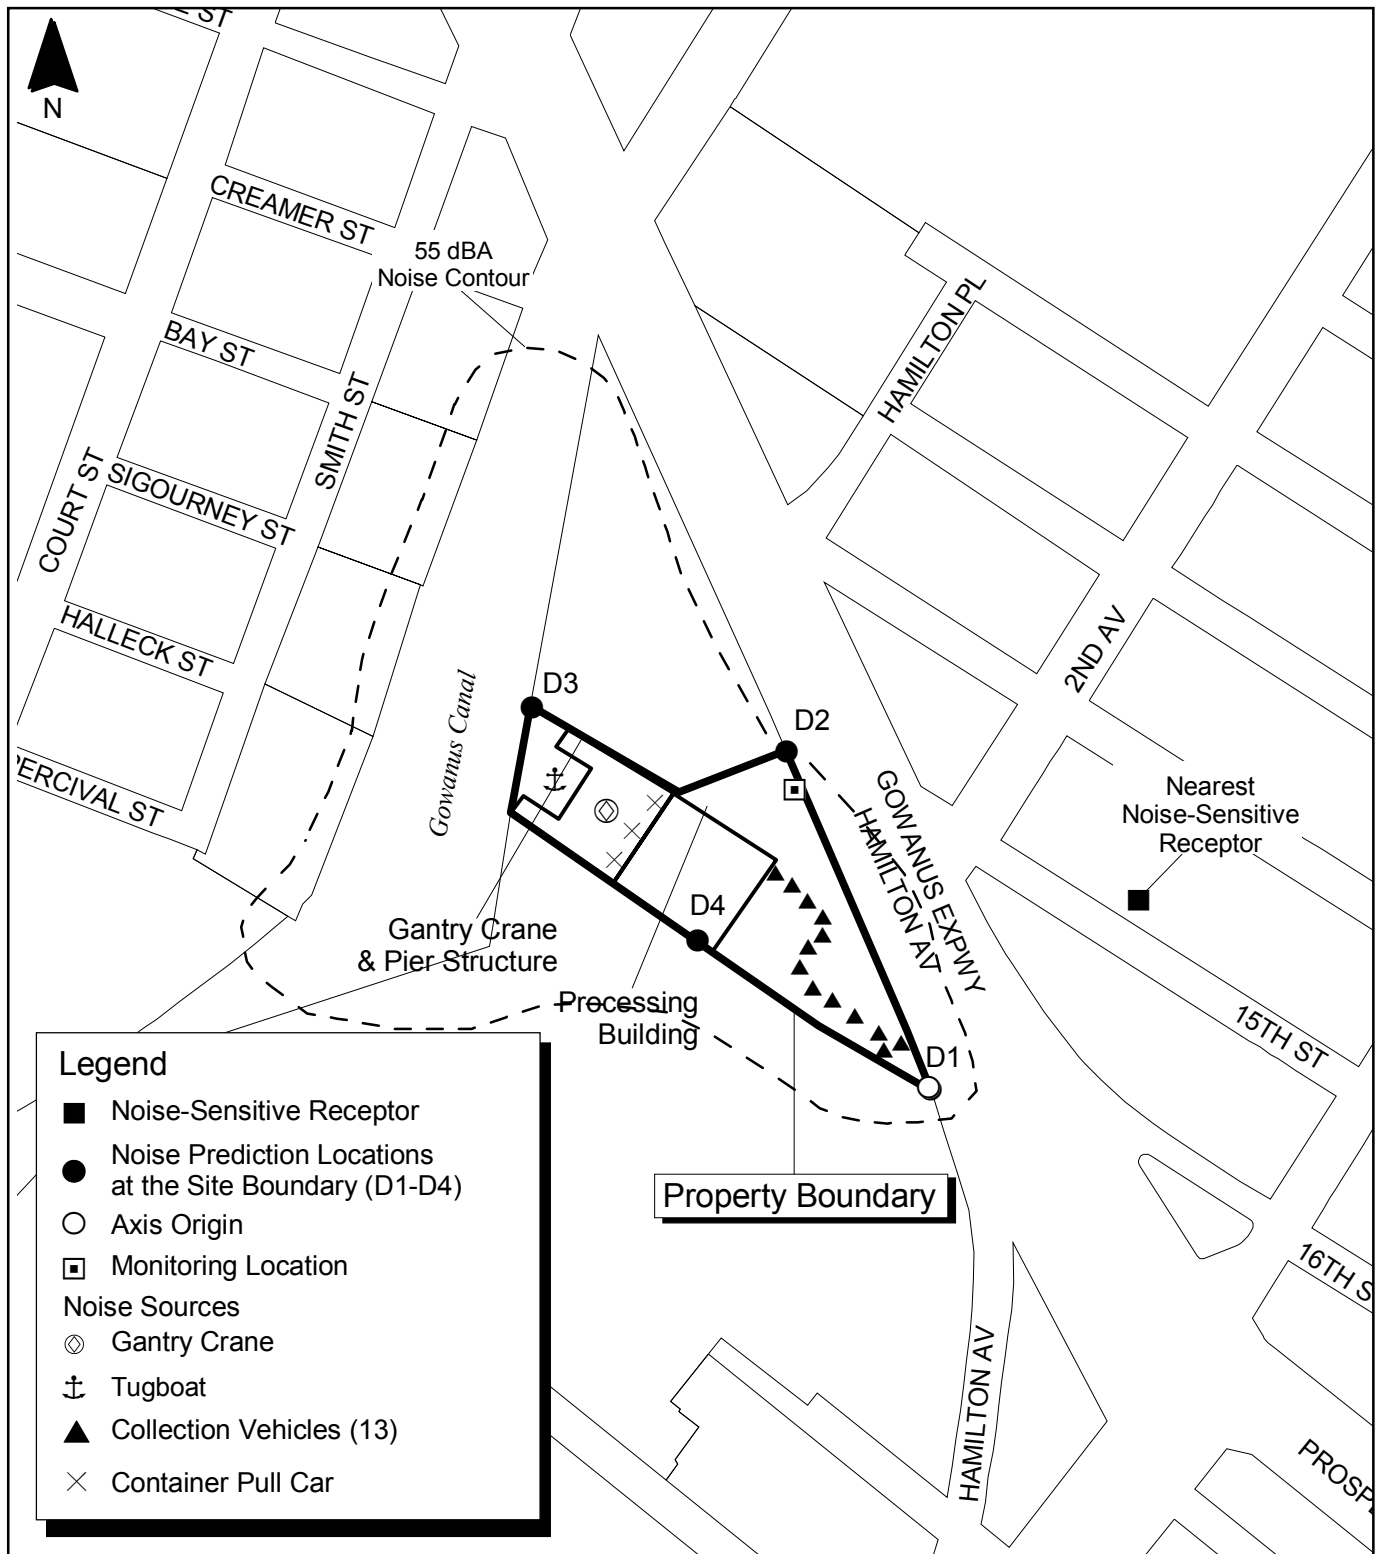 N
CREAMER ST
55 dBA
Noise Contour
HAMILTON PL
BAY ST
SMITH ST
COURT ST
SIGOURNEY ST
HALLECK ST
2ND AV
Gowanus Canal
D3
D2
PERCIVAL ST
GOWANUS EXPWY
HAMILTON AV
Nearest
Noise-Sensitive
Receptor
D4
Gantry Crane
& Pier Structure
Processing
Building
15TH ST
D1
Legend
Noise-Sensitive Receptor
Noise Prediction Locations
at the Site Boundary (D1-D4)
Axis Origin
Monitoring Location
Noise Sources
Gantry Crane
Tugboat
Collection Vehicles (13)
Container Pull Car
Property Boundary
16TH S
HAMILTON AV